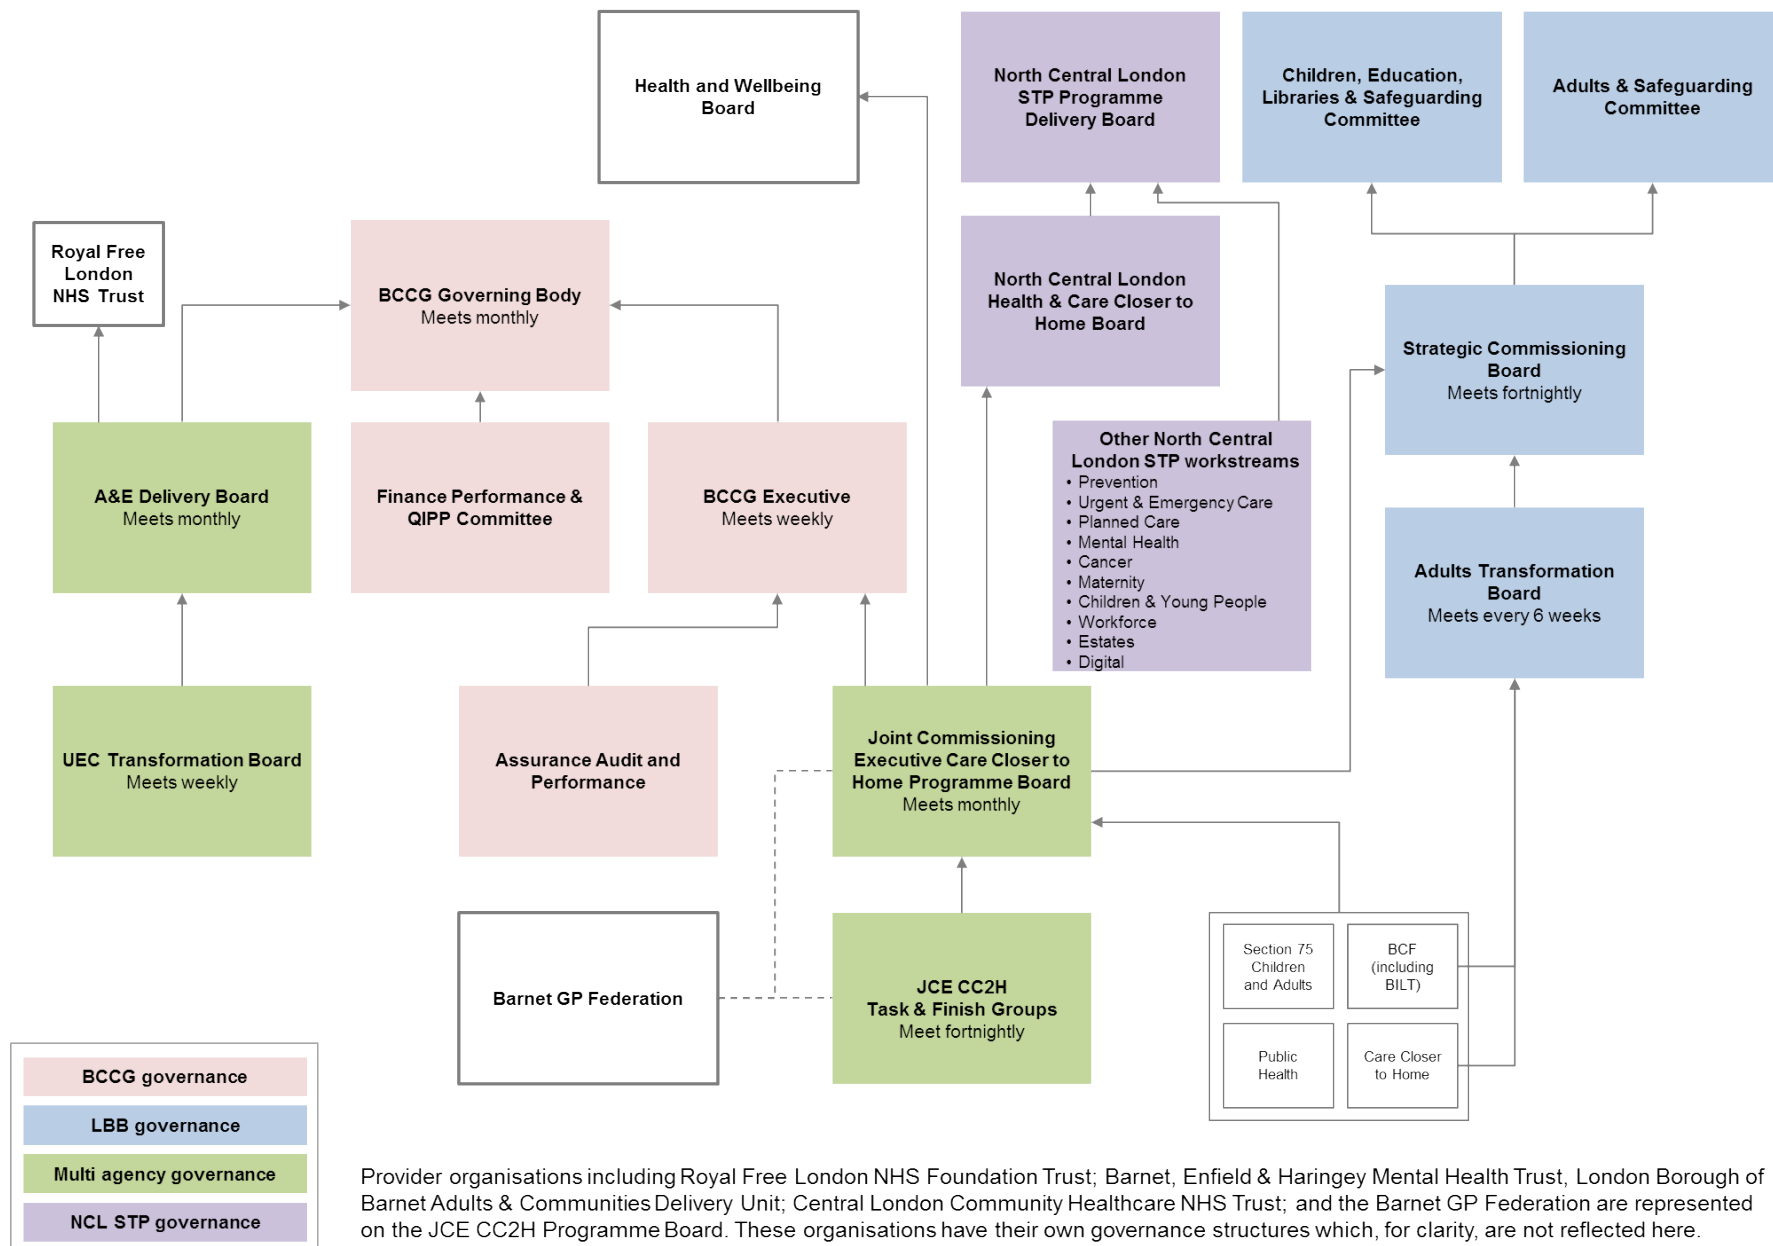 Health and Wellbeing
Board
North Central London
STP Programme
Delivery Board
Children, Education,
Libraries & Safeguarding
Committee
Adults & Safeguarding
Committee
Royal Free
London
NHS Trust
BCCG Governing Body
Meets monthly
North Central London
Health & Care Closer to
Home Board
Strategic Commissioning
Board
Meets fortnightly
A&E Delivery Board
Meets monthly
Finance Performance &
QIPP Committee
BCCG Executive
Meets weekly
Other North Central
London STP workstreams
• Prevention
• Urgent & Emergency Care
• Planned Care
• Mental Health
• Cancer
• Maternity
• Children & Young People
• Workforce
• Estates
• Digital
Adults Transformation
Board
Meets every 6 weeks
UEC Transformation Board
Meets weekly
Assurance Audit and
Performance
Joint Commissioning
Executive Care Closer to
Home Programme Board
Meets monthly
Barnet GP Federation
JCE CC2H
Task & Finish Groups
Meet fortnightly
Section 75
Children
and Adults
BCF
(including
BILT)
Public
Health
Care Closer
to Home
BCCG governance
LBB governance
Multi agency governance
NCL STP governance
Provider organisations including Royal Free London NHS Foundation Trust; Barnet, Enfield & Haringey Mental Health Trust, London Borough of
Barnet Adults & Communities Delivery Unit; Central London Community Healthcare NHS Trust; and the Barnet GP Federation are represented
on the JCE CC2H Programme Board. These organisations have their own governance structures which, for clarity, are not reflected here.